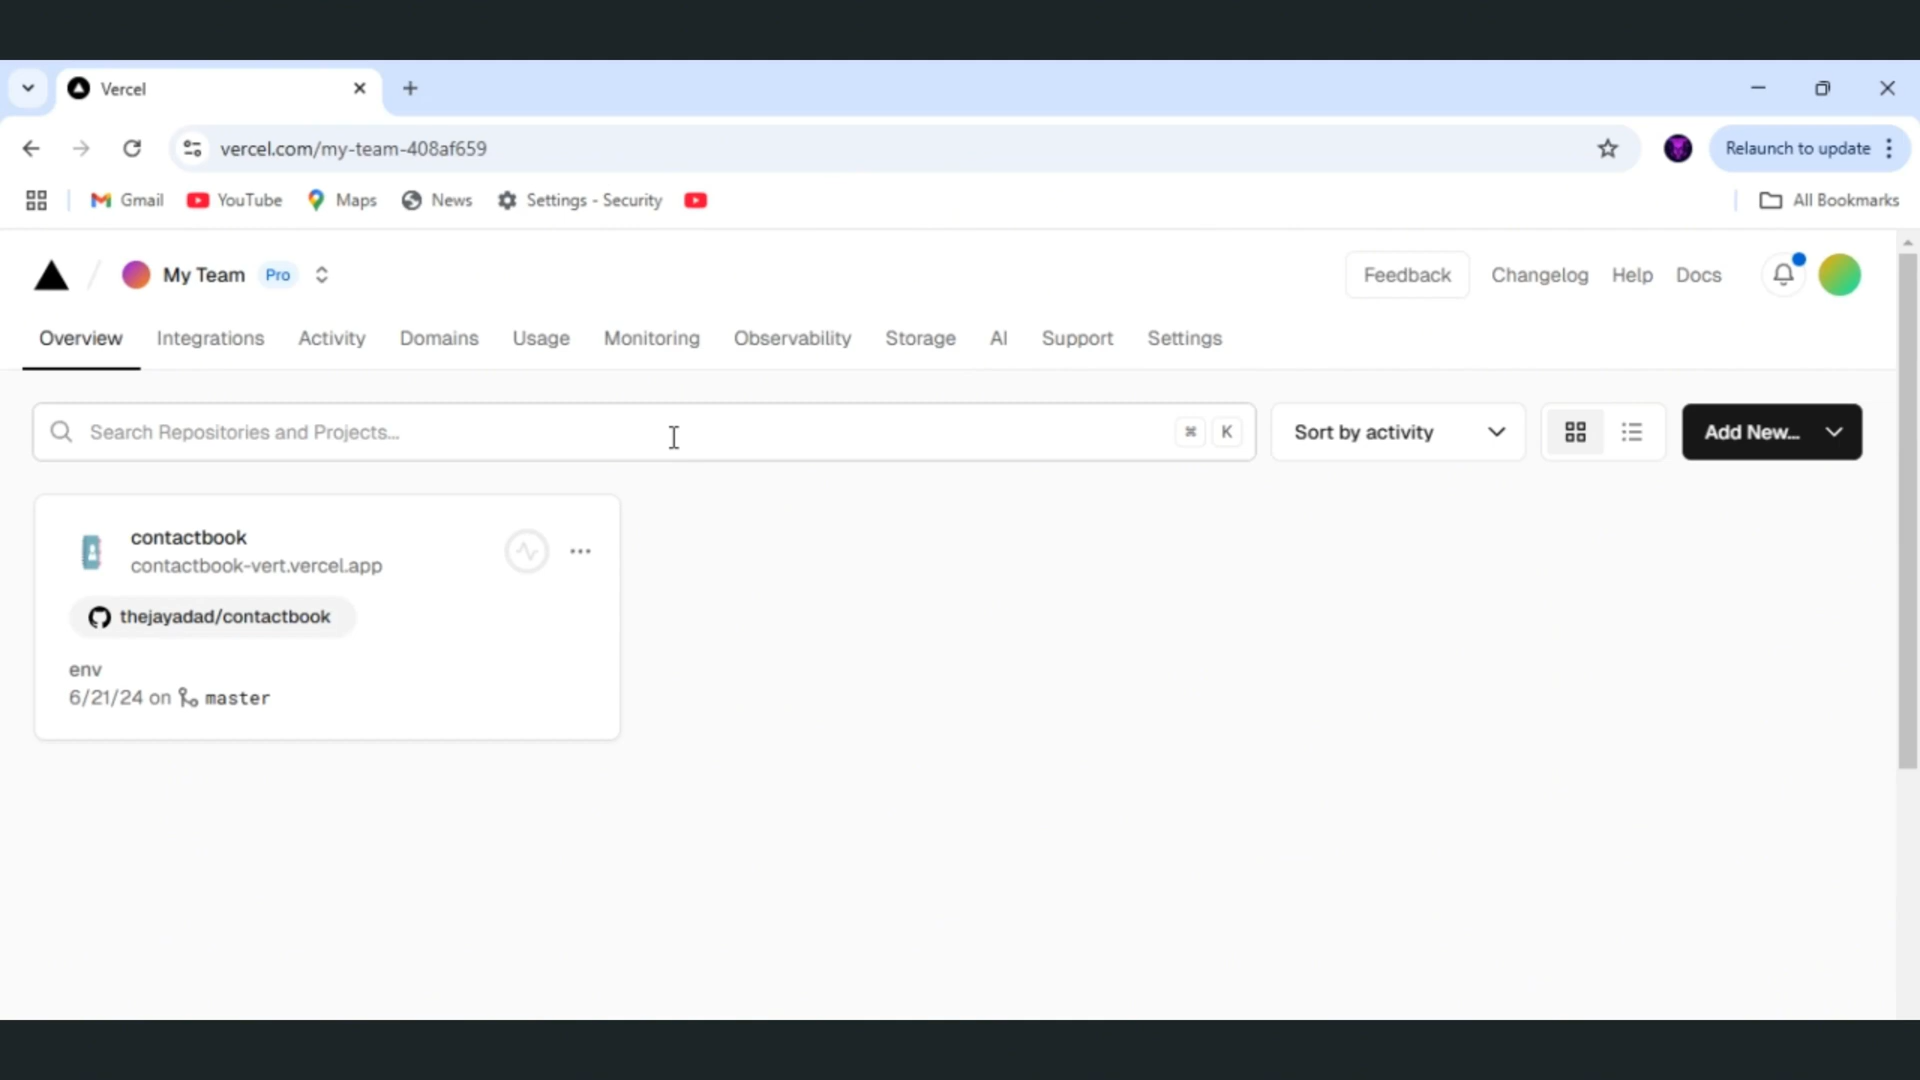 Vercel
vercel.com/my-team-408af659
Relaunch to update
Gmail
YouTube
Maps
News
Settings - Security
All Bookmarks
My Team
Pro
Feedback
Changelog
Help
Docs
Overview
Integrations
Activity
Domains
Usage
Monitoring
Observability
Storage
AI
Support
Settings
Search Repositories and Projects...
⌘
K
Sort by activity
Add New...
contactbook
contactbook-vert.vercel.app
thejayadad/contactbook
env
6/21/24 on master